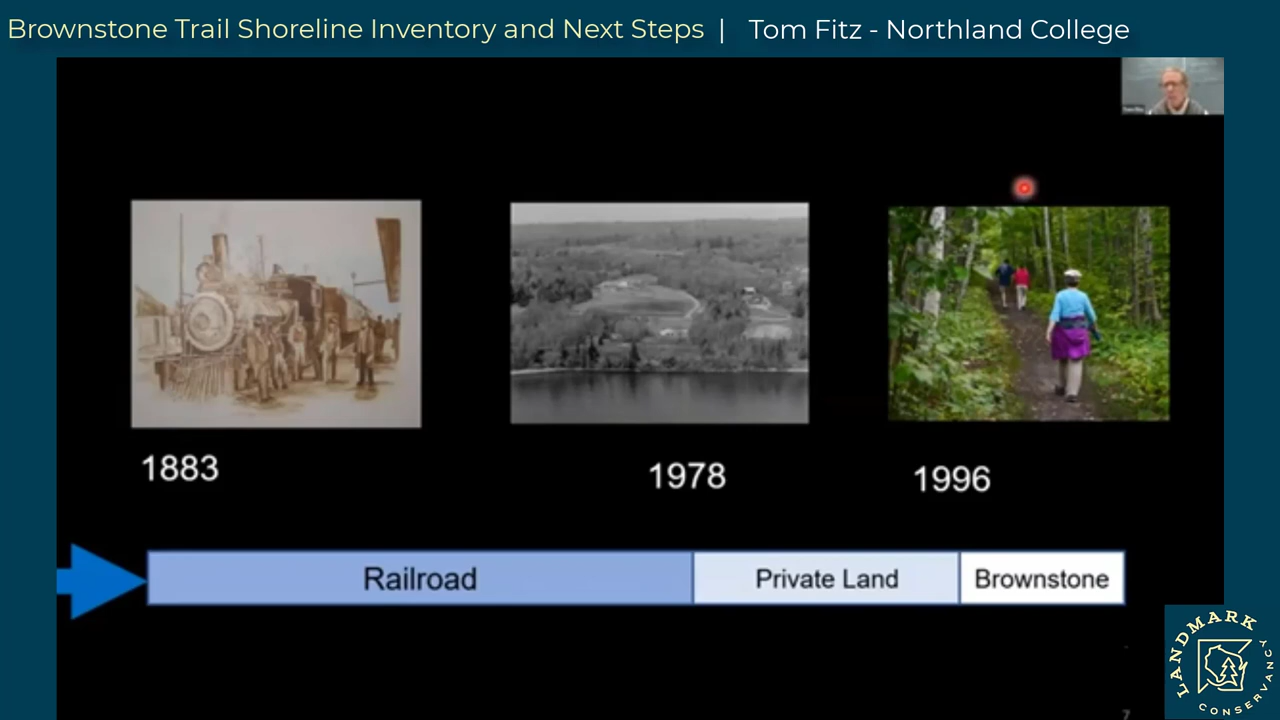 Brownstone Trail Shoreline Inventory and Next Steps | Tom Fitz - Northland College
1883
1978
1996
Railroad
Private Land
Brownstone
LANDMARK
CONSERVANCY
7